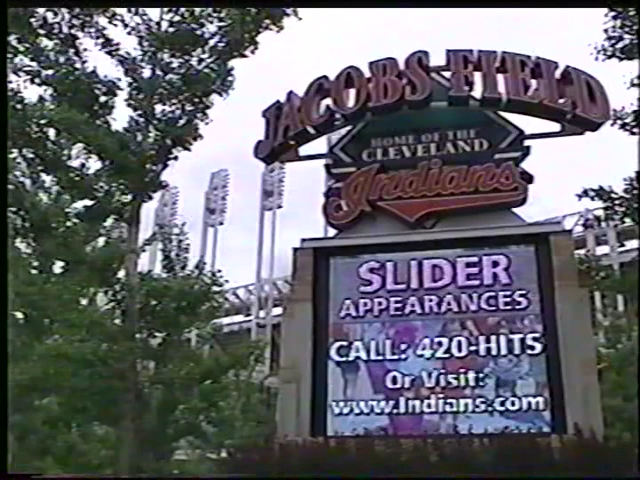 JACOBS FIELD
HOME OF THE
CLEVELAND
Indians
SLIDER
APPEARANCES
CALL: 420-HITS
Or Visit:
www.Indians.com